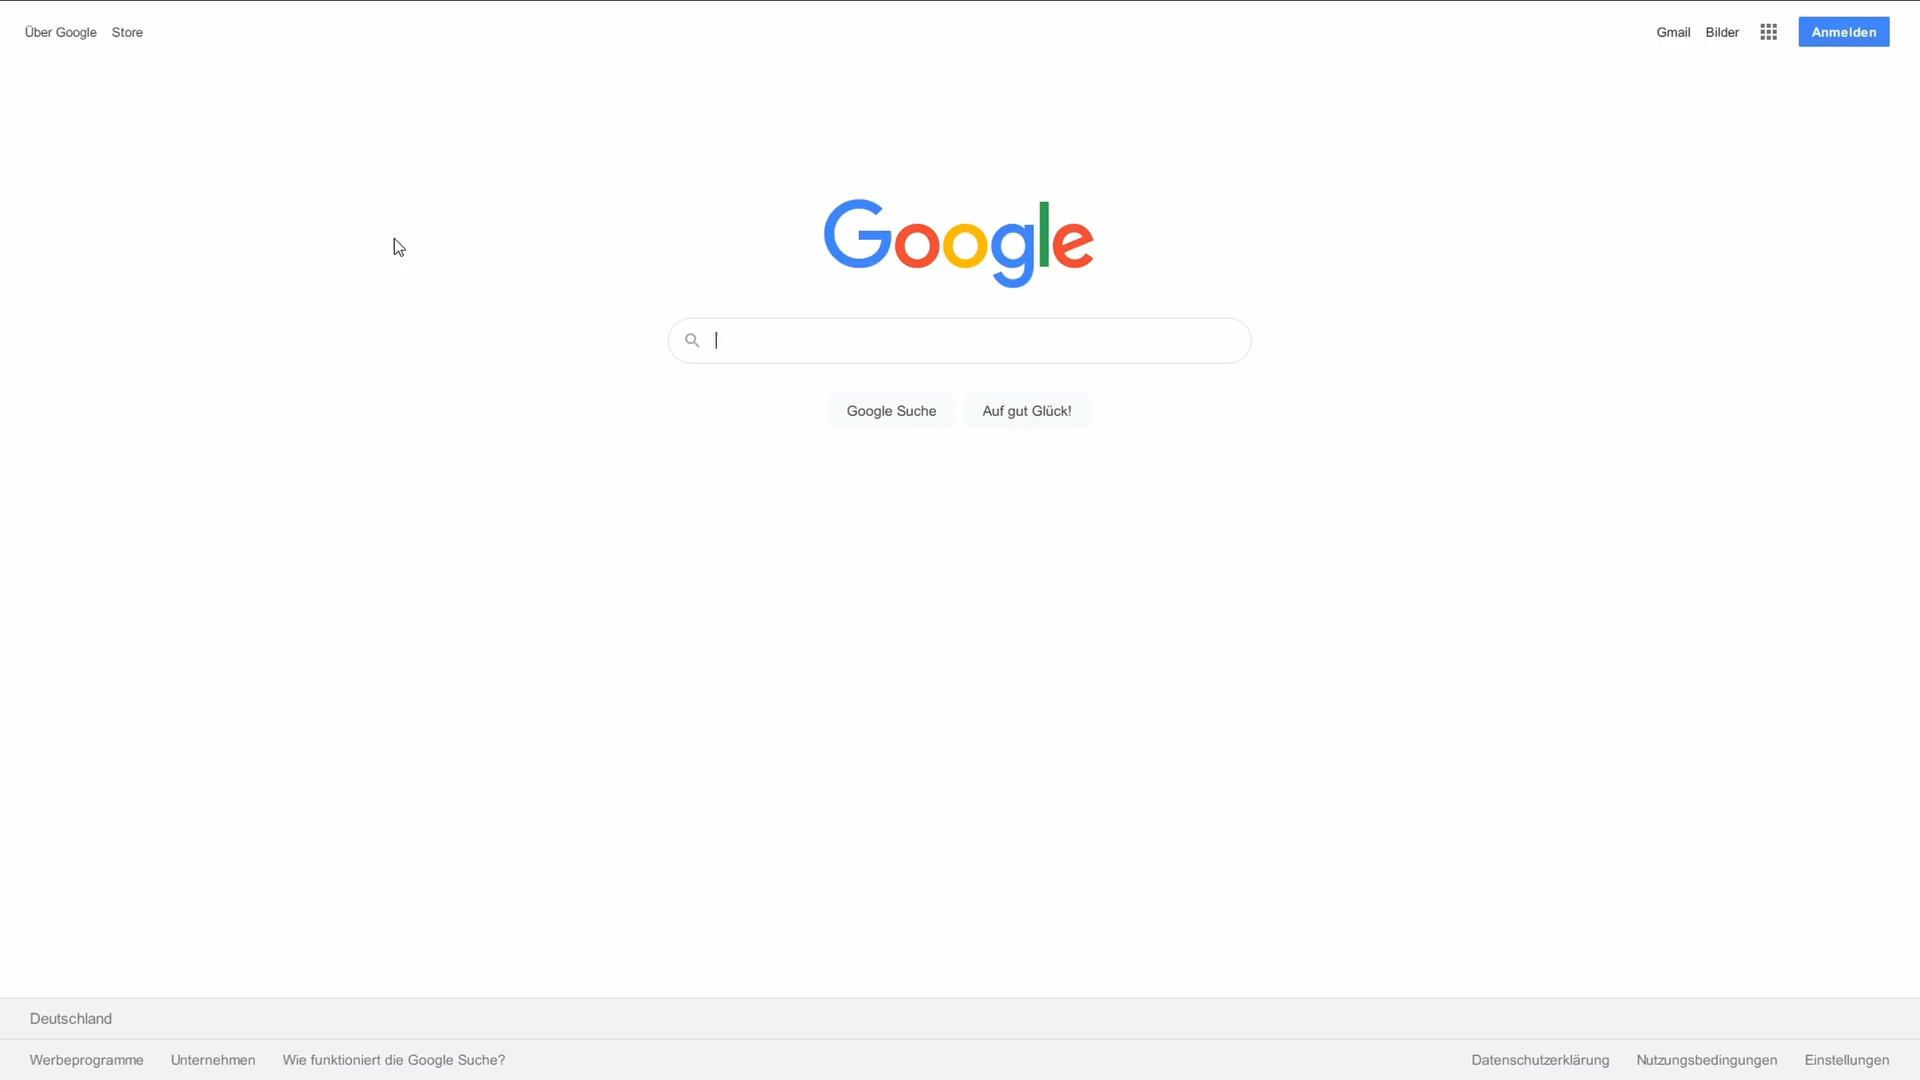 Über Google Store
Gmail Bilder Anmelden
Google
Google Suche Auf gut Glück!
Deutschland
Werbeprogramme Unternehmen Wie funktioniert die Google Suche?
Datenschutzerklärung Nutzungsbedingungen Einstellungen